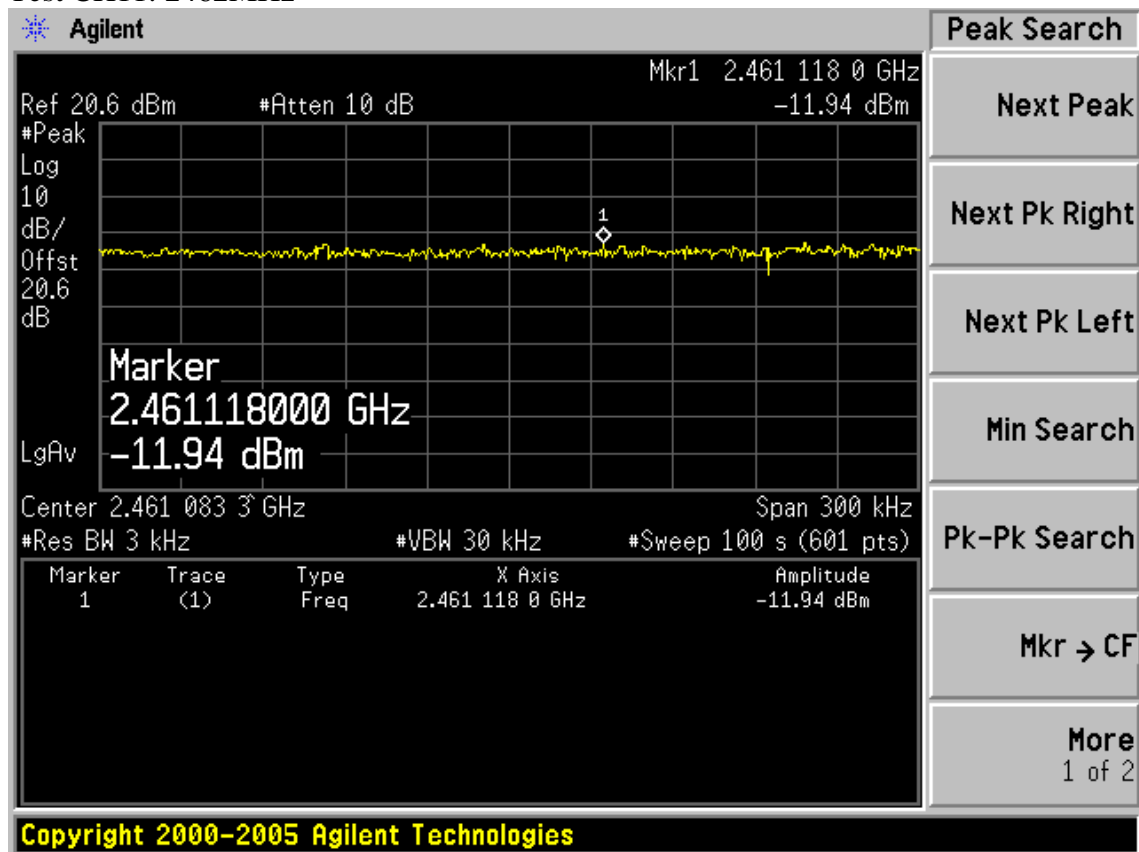 Agilent
Peak Search
Mkr1 2.461 118 0 GHz
Ref 20.6 dBm #Atten 10 dB -11.94 dBm
Next Peak
#Peak
Log
10
dB/
Offst
20.6
dB
1
Next Pk Right
Next Pk Left
Marker
2.461118000 GHz
-11.94 dBm
LgAv
Min Search
Center 2.461 083 3 GHz Span 300 kHz
#Res BW 3 kHz #VBW 30 kHz #Sweep 100 s (601 pts)
Pk-Pk Search
Marker Trace Type X Axis Amplitude
1 (1) Freq 2.461 118 0 GHz -11.94 dBm
Mkr → CF
More
1 of 2
Copyright 2000-2005 Agilent Technologies